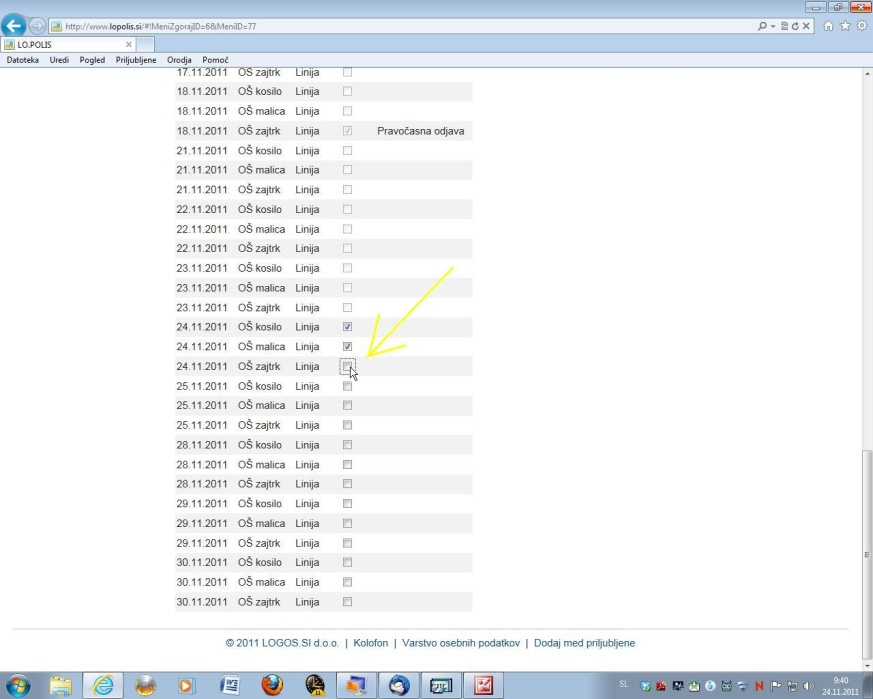 http://www.lopolis.si/#!MeniZgorajID=6&MeniID=77
LO.POLIS
Datoteka Uredi Pogled Priljubljene Orodja Pomoč
17.11.2011 OŠ zajtrk Linija
18.11.2011 OŠ kosilo Linija
18.11.2011 OŠ malica Linija
18.11.2011 OŠ zajtrk Linija Pravočasna odjava
21.11.2011 OŠ kosilo Linija
21.11.2011 OŠ malica Linija
21.11.2011 OŠ zajtrk Linija
22.11.2011 OŠ kosilo Linija
22.11.2011 OŠ malica Linija
22.11.2011 OŠ zajtrk Linija
23.11.2011 OŠ kosilo Linija
23.11.2011 OŠ malica Linija
23.11.2011 OŠ zajtrk Linija
24.11.2011 OŠ kosilo Linija
24.11.2011 OŠ malica Linija
24.11.2011 OŠ zajtrk Linija
25.11.2011 OŠ kosilo Linija
25.11.2011 OŠ malica Linija
25.11.2011 OŠ zajtrk Linija
28.11.2011 OŠ kosilo Linija
28.11.2011 OŠ malica Linija
28.11.2011 OŠ zajtrk Linija
29.11.2011 OŠ kosilo Linija
29.11.2011 OŠ malica Linija
29.11.2011 OŠ zajtrk Linija
30.11.2011 OŠ kosilo Linija
30.11.2011 OŠ malica Linija
30.11.2011 OŠ zajtrk Linija
© 2011 LOGOS.SI d.o.o. | Kolofon | Varstvo osebnih podatkov | Dodaj med priljubljene
SL 9:40
24.11.2011